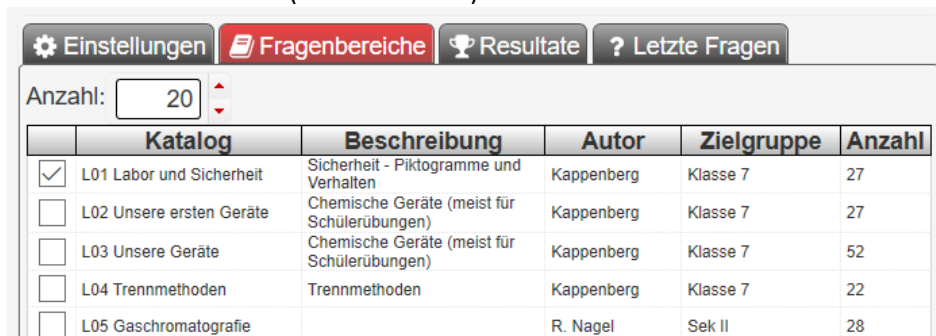 Einstellungen Fragenbereiche Resultate ? Letzte Fragen
Anzahl: 20
Katalog Beschreibung Autor Zielgruppe Anzahl
L01 Labor und Sicherheit Sicherheit - Piktogramme und Verhalten Kappenberg Klasse 7 27
L02 Unsere ersten Geräte Chemische Geräte (meist für Schülerübungen) Kappenberg Klasse 7 27
L03 Unsere Geräte Chemische Geräte (meist für Schülerübungen) Kappenberg Klasse 7 52
L04 Trennmethoden Trennmethoden Kappenberg Klasse 7 22
L05 Gaschromatografie R. Nagel Sek II 28